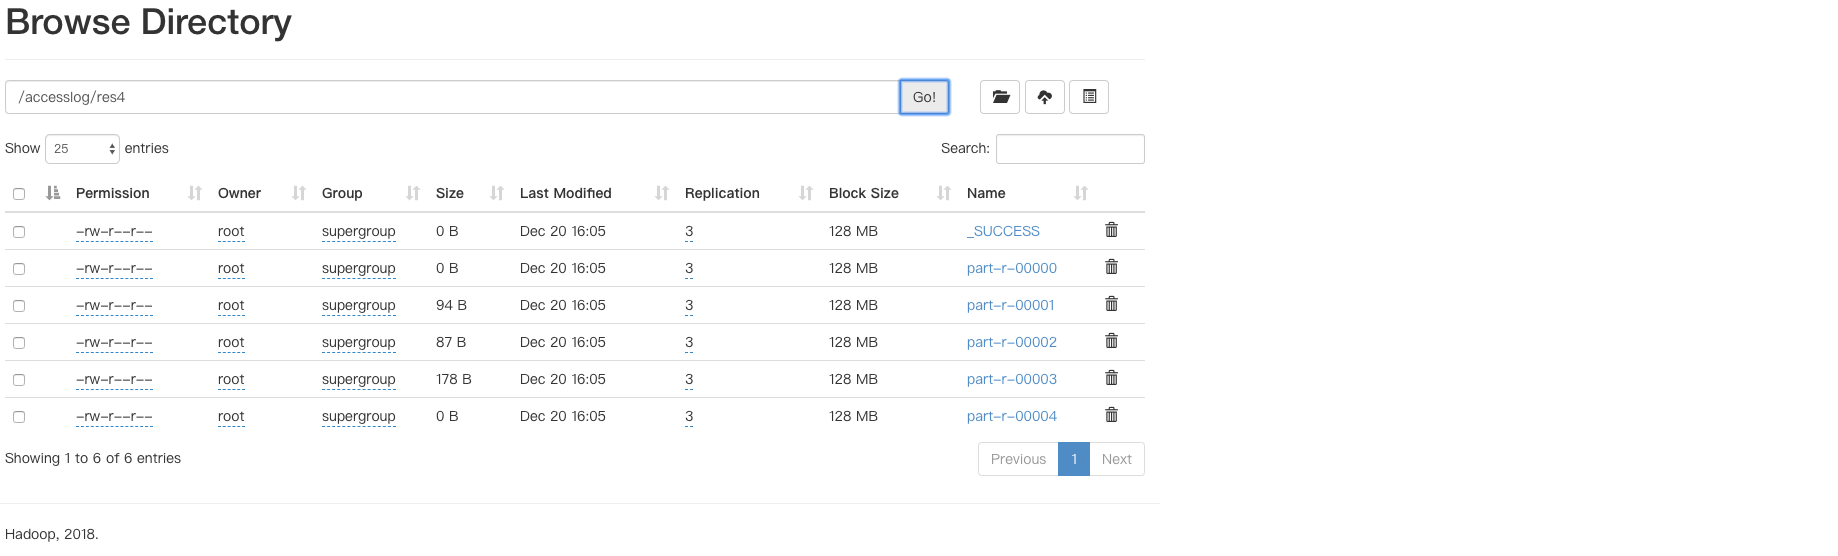 Browse Directory
/accesslog/res4 Go!
Show 25 entries Search:
Permission Owner Group Size Last Modified Replication Block Size Name
-rw-r--r-- root supergroup 0 B Dec 20 16:05 3 128 MB _SUCCESS
-rw-r--r-- root supergroup 0 B Dec 20 16:05 3 128 MB part-r-00000
-rw-r--r-- root supergroup 94 B Dec 20 16:05 3 128 MB part-r-00001
-rw-r--r-- root supergroup 87 B Dec 20 16:05 3 128 MB part-r-00002
-rw-r--r-- root supergroup 178 B Dec 20 16:05 3 128 MB part-r-00003
-rw-r--r-- root supergroup 0 B Dec 20 16:05 3 128 MB part-r-00004
Showing 1 to 6 of 6 entries Previous 1 Next
Hadoop, 2018.